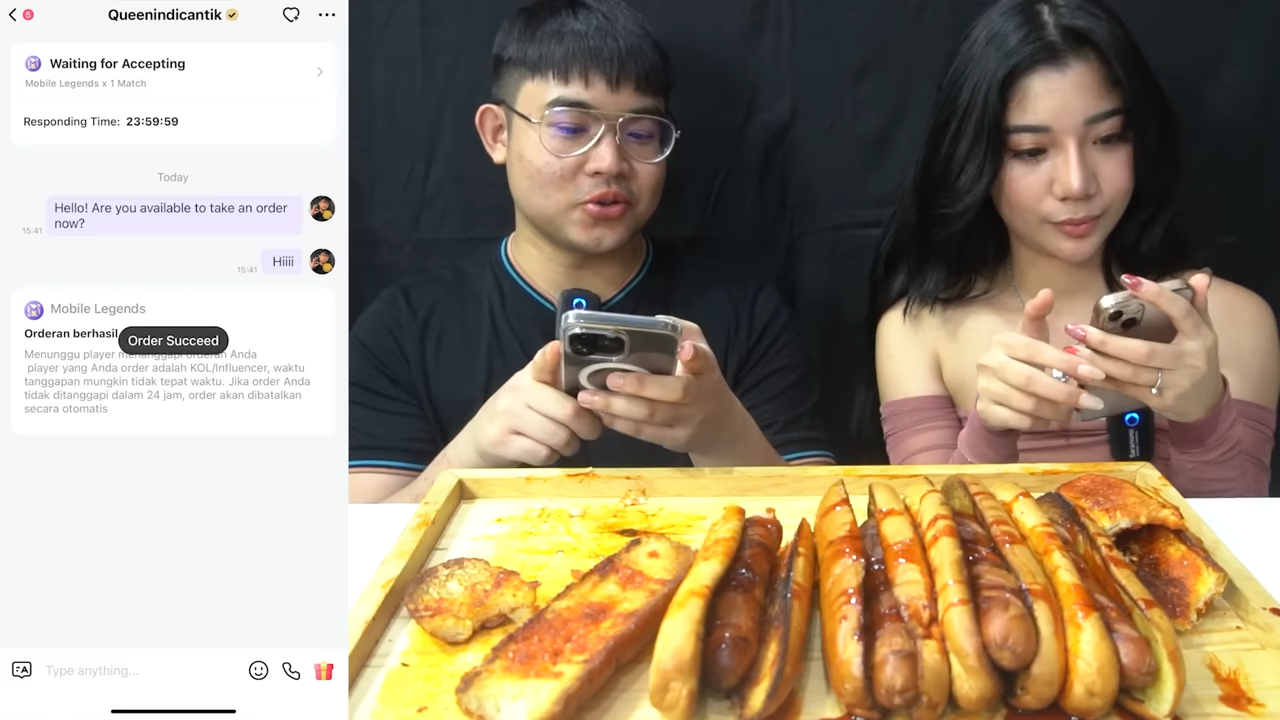 5
Queenindicantik
Waiting for Accepting
Mobile Legends x 1 Match
Responding Time: 23:59:59
Today
Hello! Are you available to take an order
now?
15:41
Hiiii
15:41
Mobile Legends
Orderan berhasil
Order Succeed
Menunggu player menanggapi orderan Anda
player yang Anda order adalah KOL/Influencer, waktu
tanggapan mungkin tidak tepat waktu. Jika order Anda
tidak ditanggapi dalam 24 jam, order akan dibatalkan
secara otomatis
Type anything...